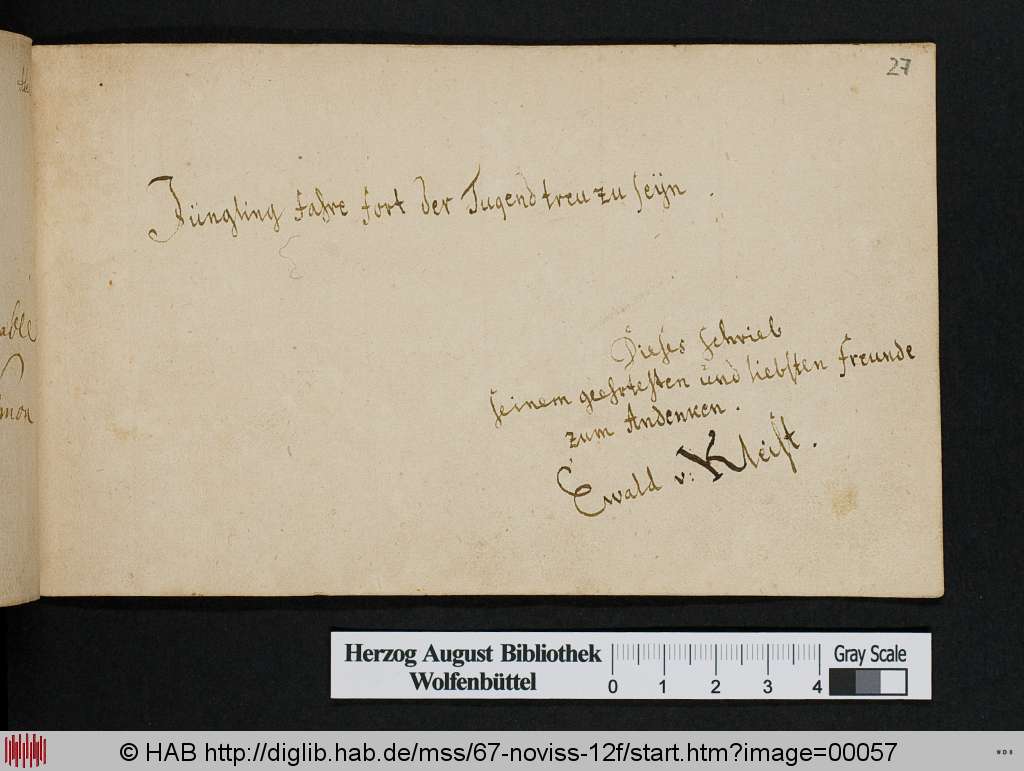 27
Jüngling fahre fort der Tugend treu zu seÿn.
Dieses schrieb
seinem geehrtesten und liebsten Freunde
zum Andenken.
Ewald v: Kleist.
able
Herzog August Bibliothek
Wolfenbüttel
0 1 2 3 4
Gray Scale
© HAB http://diglib.hab.de/mss/67-noviss-12f/start.htm?image=00057